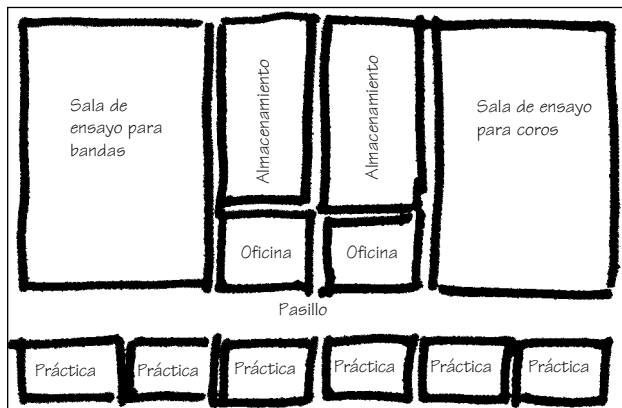 Sala de
ensayo para
bandas
Almacenamiento
Almacenamiento
Sala de ensayo
para coros
Oficina
Oficina
Pasillo
Práctica
Práctica
Práctica
Práctica
Práctica
Práctica